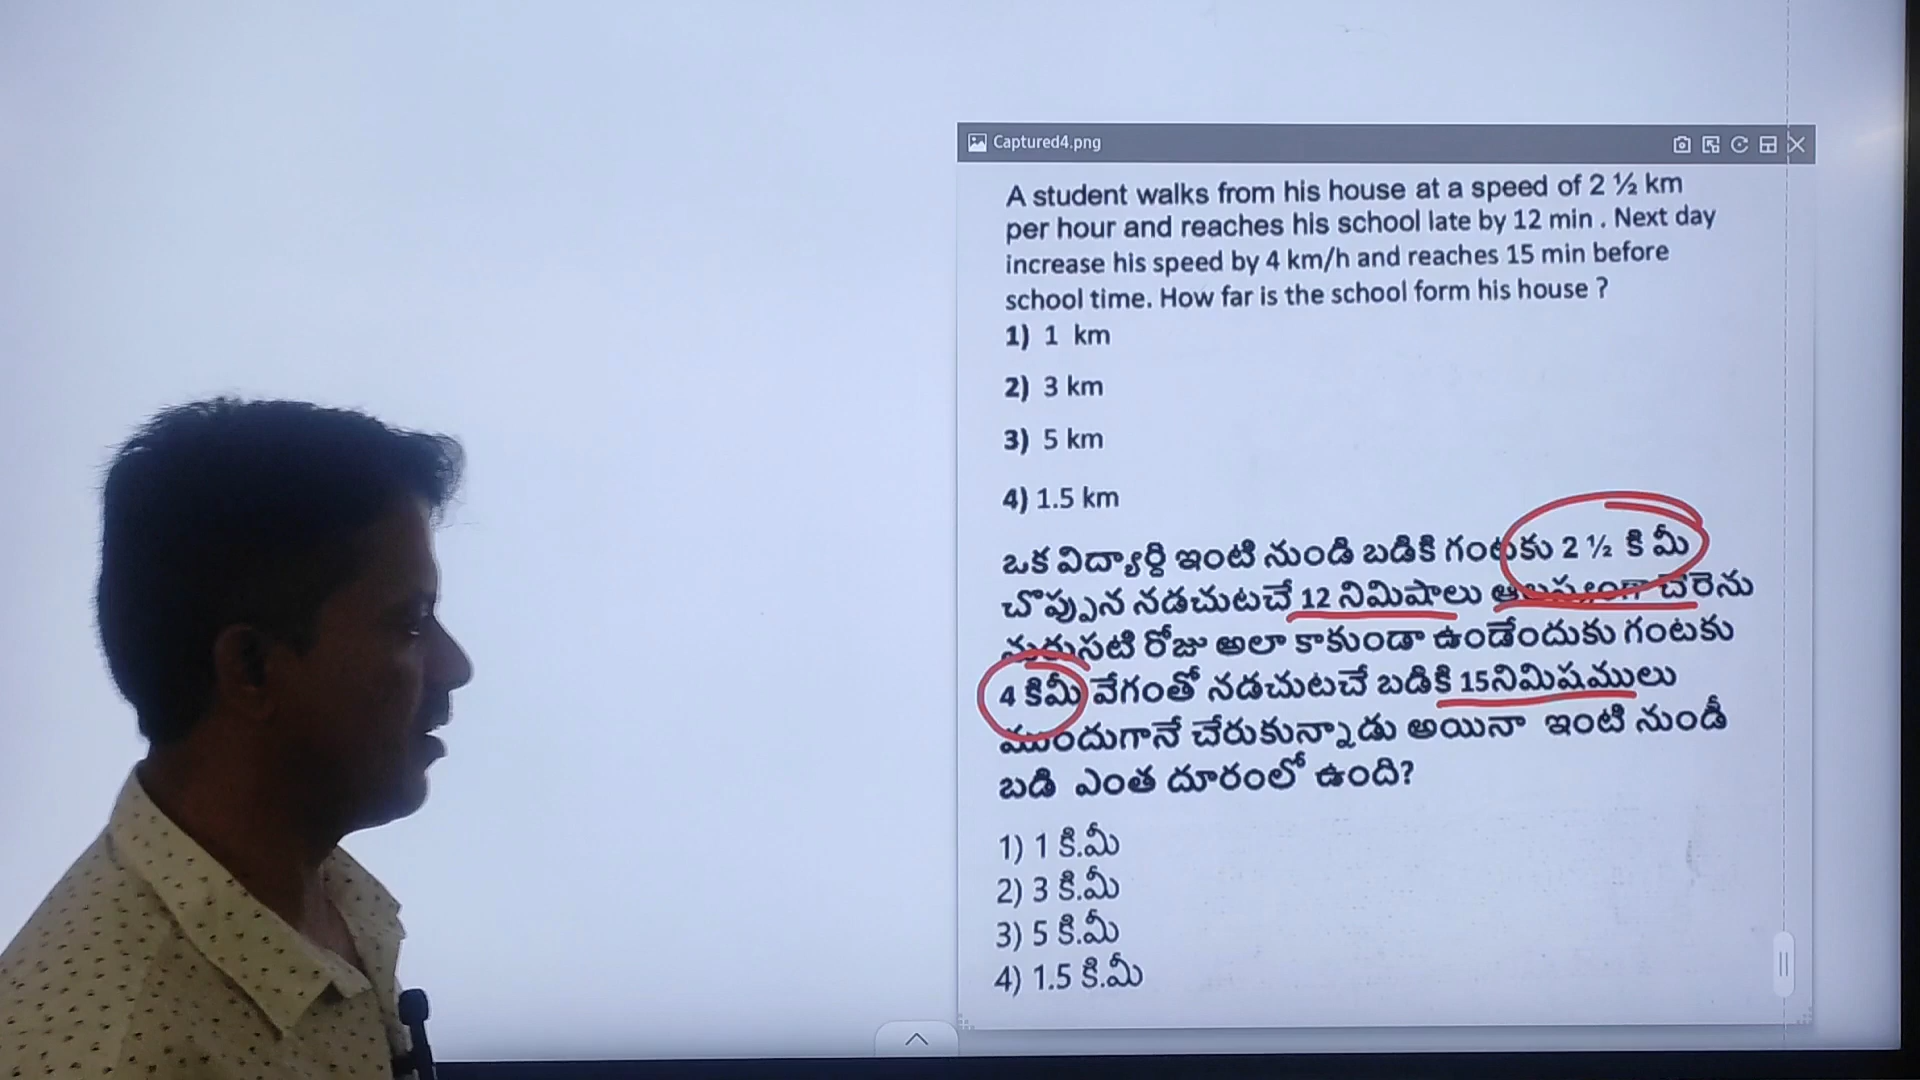 Captured4.png
A student walks from his house at a speed of 2 ½ km
per hour and reaches his school late by 12 min . Next day
increase his speed by 4 km/h and reaches 15 min before
school time. How far is the school form his house ?
1) 1 km
2) 3 km
3) 5 km
4) 1.5 km
ఒక విద్యార్ది ఇంటి నుండి బడికి గంటకు 2 ½ కి మీ
చొప్పున నడచుటచే 12 నిమిషాలు ఆలస్యంగా చేరెను
మరుసటి రోజు అలా కాకుండా ఉండేందుకు గంటకు
4 కిమీ వేగంతో నడచుటచే బడికి 15నిమిషములు
ముందుగానే చేరుకున్నాడు అయినా ఇంటి నుండీ
బడి ఎంత దూరంలో ఉంది?
1) 1 కి.మీ
2) 3 కి.మీ
3) 5 కి.మీ
4) 1.5 కి.మీ